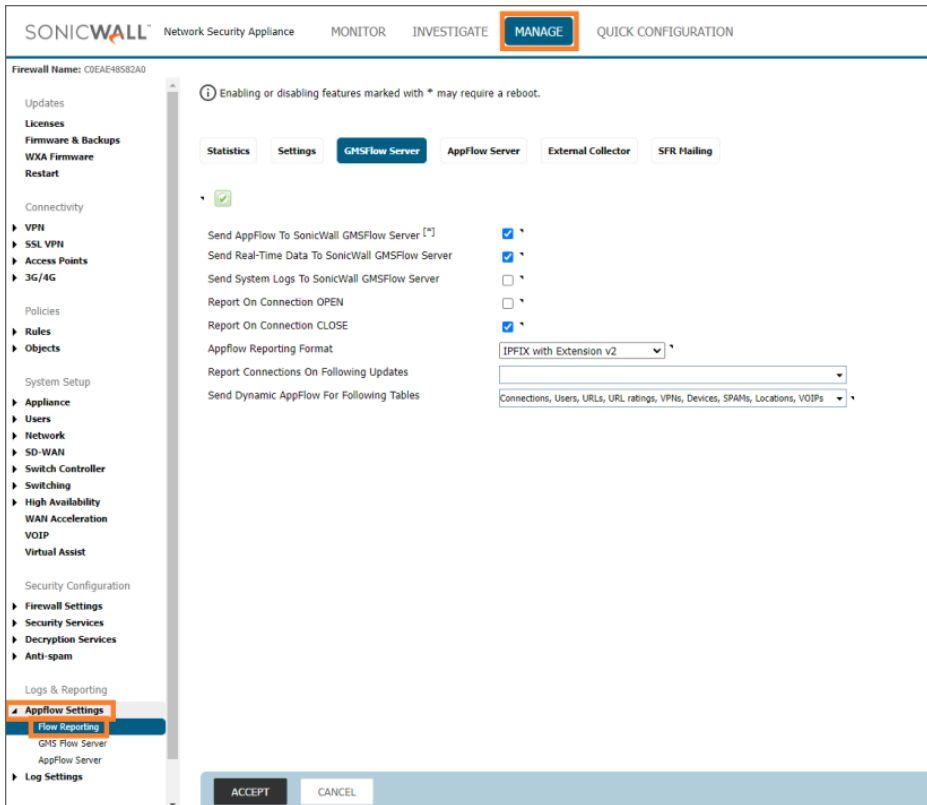 SONICWALL Network Security Appliance MONITOR INVESTIGATE MANAGE QUICK CONFIGURATION
Firewall Name: C0EAE48582A0
Enabling or disabling features marked with * may require a reboot.
Updates
Licenses
Firmware & Backups
WXA Firmware
Restart
Connectivity
VPN
SSL VPN
Access Points
3G/4G
Policies
Rules
Objects
System Setup
Appliance
Users
Network
SD-WAN
Switch Controller
Switching
High Availability
WAN Acceleration
VOIP
Virtual Assist
Security Configuration
Firewall Settings
Security Services
Decryption Services
Anti-spam
Logs & Reporting
Appflow Settings
Flow Reporting
GMS Flow Server
AppFlow Server
Log Settings
Statistics Settings GMSFlow Server AppFlow Server External Collector SFR Mailing
Send AppFlow To SonicWall GMSFlow Server [*]
Send Real-Time Data To SonicWall GMSFlow Server
Send System Logs To SonicWall GMSFlow Server
Report On Connection OPEN
Report On Connection CLOSE
Appflow Reporting Format IPFIX with Extension v2
Report Connections On Following Updates
Send Dynamic AppFlow For Following Tables Connections, Users, URLs, URL ratings, VPNs, Devices, SPAMs, Locations, VOIPs
ACCEPT CANCEL